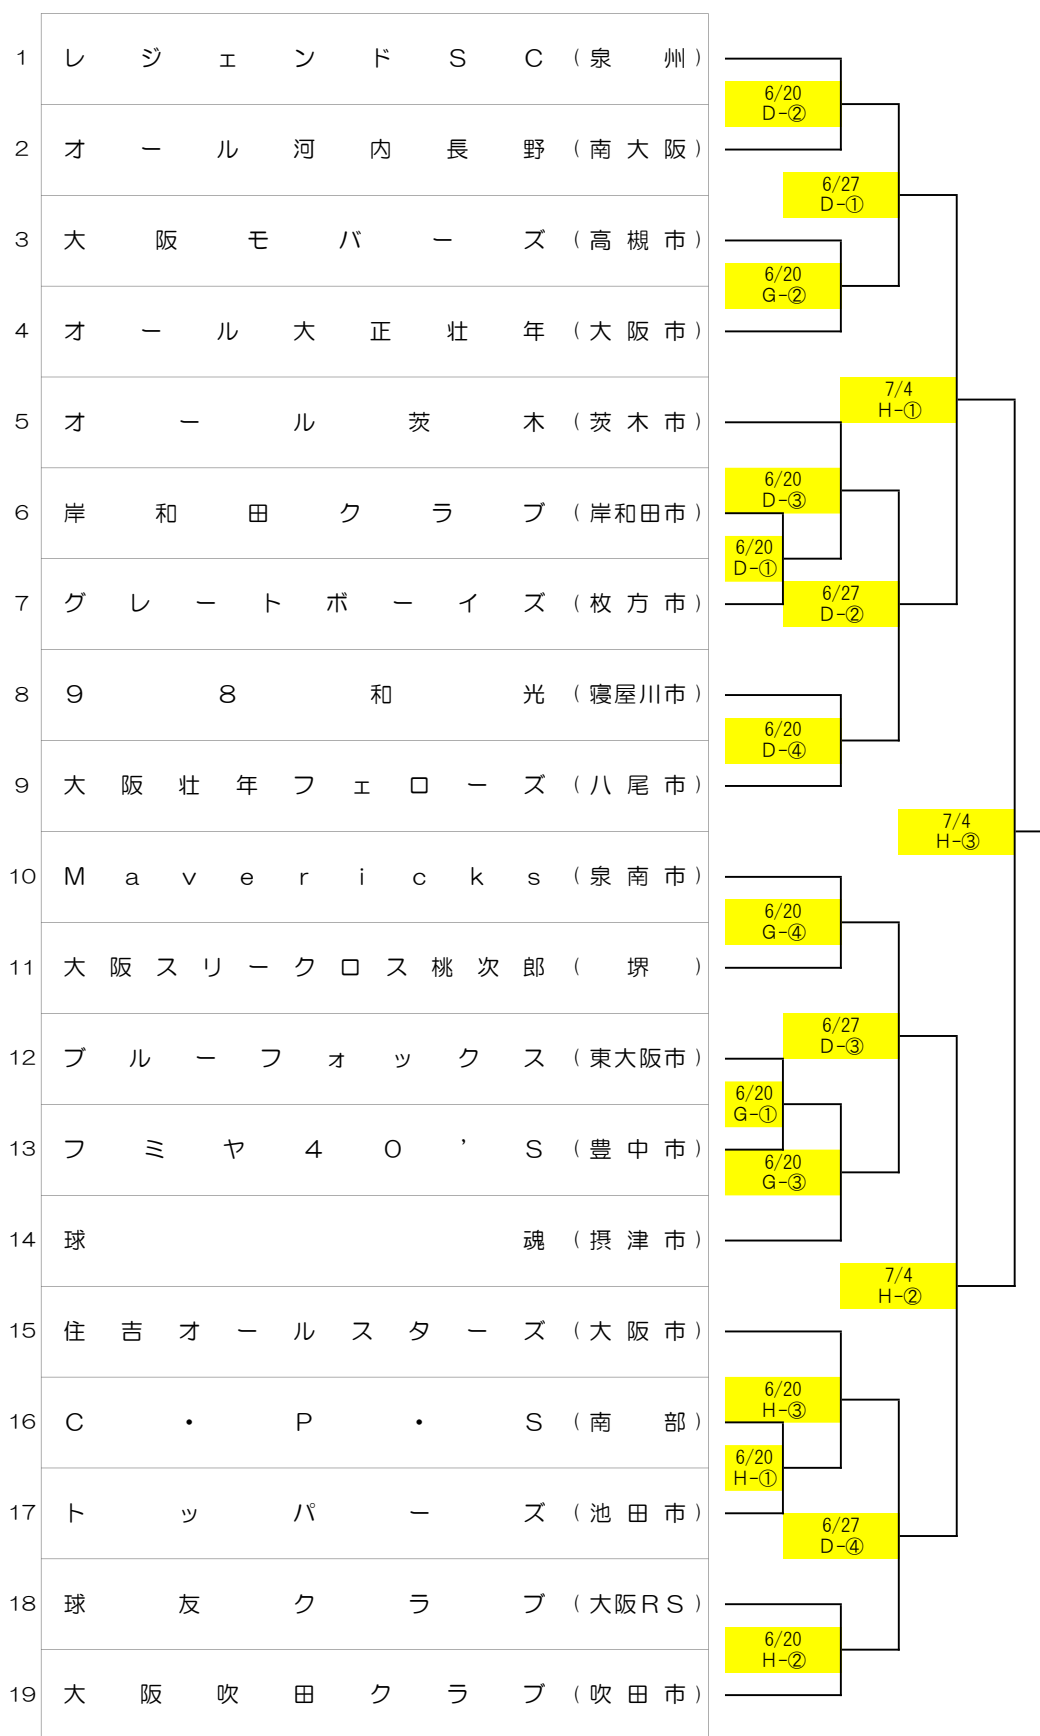 1 レジェンドSC (泉州)
6/20
D-②
2 オール河内長野 (南大阪)
6/27
D-①
3 大阪モバーズ (高槻市)
6/20
G-②
4 オール大正壮年 (大阪市)
7/4
H-①
5 オール茨木 (茨木市)
6/20
D-③
6 岸和田クラブ (岸和田市)
6/20
D-①
7 グレートボーイズ (枚方市)
6/27
D-②
8 98和光 (寝屋川市)
6/20
D-④
9 大阪壮年フェローズ (八尾市)
7/4
H-③
10 Mavericks (泉南市)
6/20
G-④
11 大阪スリークロス桃次郎 (堺)
6/27
D-③
12 ブルーフォックス (東大阪市)
6/20
G-①
13 フミヤ40'S (豊中市)
6/20
G-③
14 球魂 (摂津市)
7/4
H-②
15 住吉オールスターズ (大阪市)
6/20
H-③
16 C・P・S (南部)
6/20
H-①
17 トッパーズ (池田市)
6/27
D-④
18 球友クラブ (大阪RS)
6/20
H-②
19 大阪吹田クラブ (吹田市)